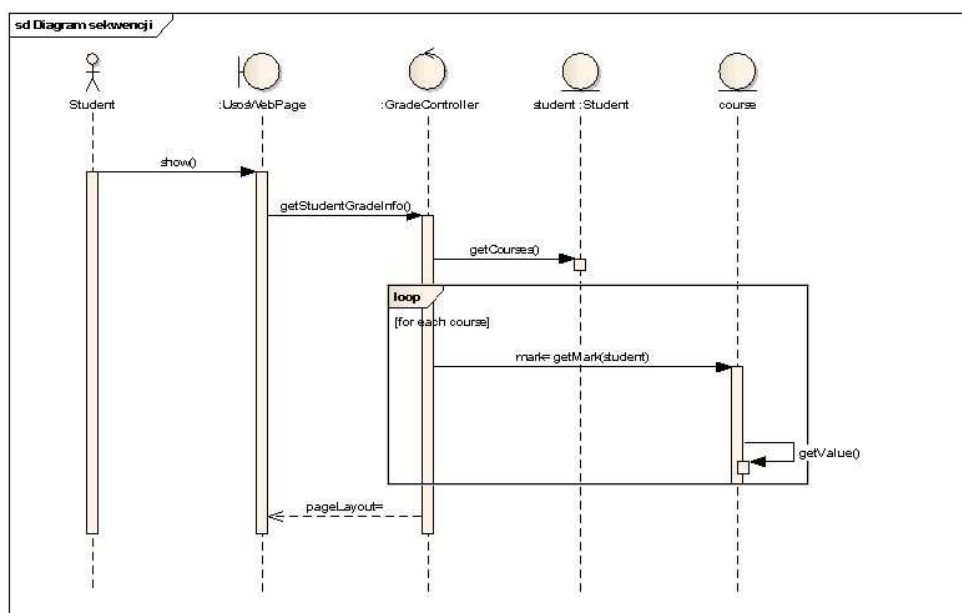 sd Diagram sekwencji
Student
:UsosWebPage
:GradeController
student :Student
course
show()
getStudentGradeInfo()
getCourses()
loop
[for each course]
mark= getMark(student)
getValue()
pageLayout=